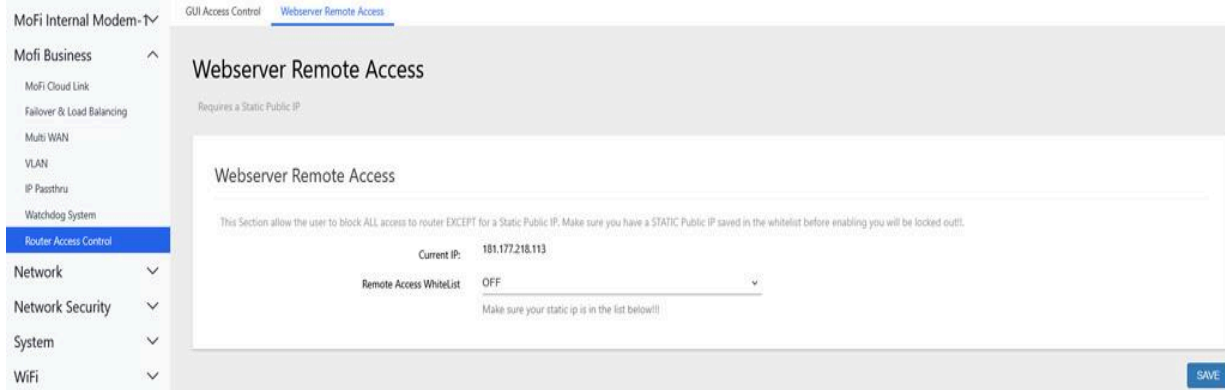 MoFi Internal Modem-1
Mofi Business
MoFi Cloud Link
Failover & Load Balancing
Multi WAN
VLAN
IP Passthru
Watchdog System
Router Access Control
Network
Network Security
System
WiFi
GUI Access Control Webserver Remote Access
Webserver Remote Access
Requires a Static Public IP
Webserver Remote Access
This Section allow the user to block ALL access to router EXCEPT for a Static Public IP. Make sure you have a STATIC Public IP saved in the whitelist before enabling you will be locked out!!.
Current IP: 181.177.218.113
Remote Access WhiteList OFF
Make sure your static ip is in the list below!!!
SAVE